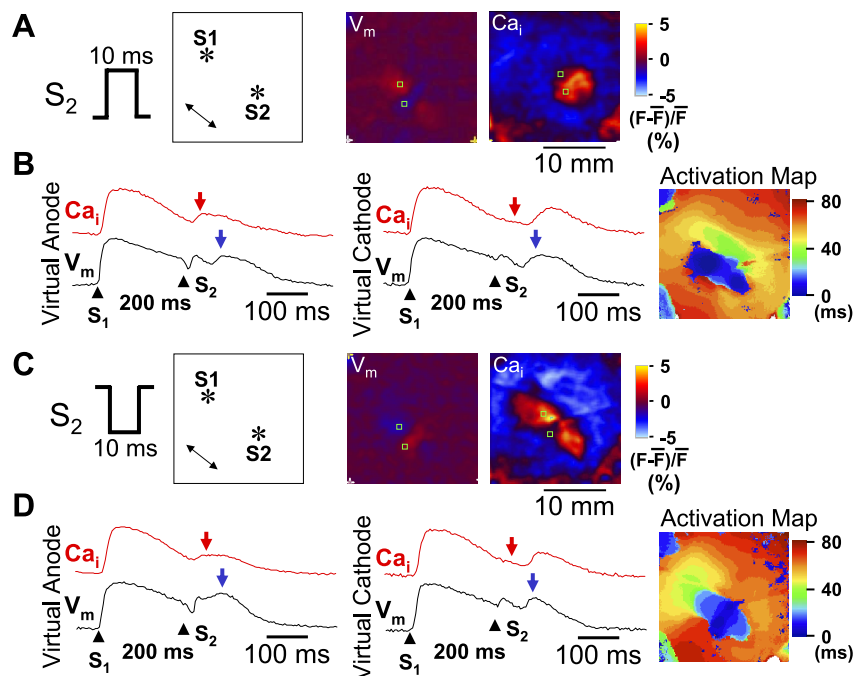 A
10 ms
S2
S1
*
*
S2
Vm
Cai
5
0
-5
(F-F̅)/F̅
(%)
10 mm
B
Virtual Anode
Cai
Vm
S1
200 ms
S2
100 ms
Virtual Cathode
Cai
Vm
S1
200 ms
S2
100 ms
Activation Map
80
40
0
(ms)
C
S2
10 ms
S1
*
*
S2
Vm
Cai
5
0
-5
(F-F̅)/F̅
(%)
10 mm
D
Virtual Anode
Cai
Vm
S1
200 ms
S2
100 ms
Virtual Cathode
Cai
Vm
S1
200 ms
S2
100 ms
Activation Map
80
40
0
(ms)